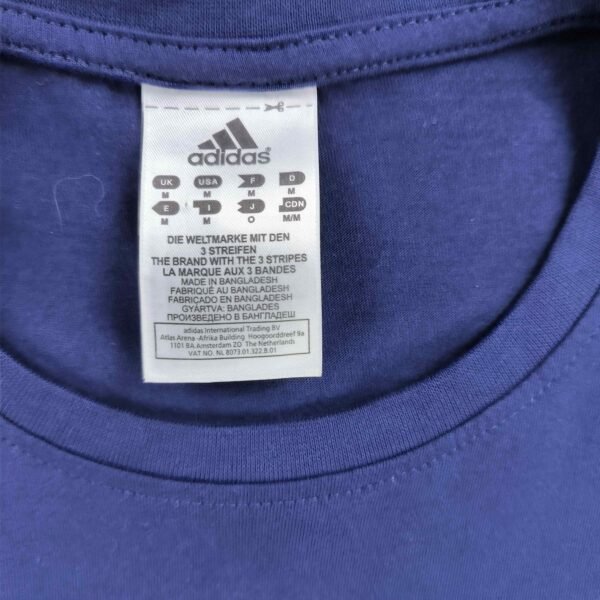 adidas
UK USA F D
M M M M
E I J CDN
M M O M/M
DIE WELTMARKE MIT DEN
3 STREIFEN
THE BRAND WITH THE 3 STRIPES
LA MARQUE AUX 3 BANDES
MADE IN BANGLADESH
FABRIQUÉ AU BANGLADESH
FABRICADO EN BANGLADESH
GYÁRTVA: BANGLADES
ПРОИЗВЕДЕНО В БАНГЛАДЕШ
adidas International Trading BV
Atlas Arena -Afrika Building Hoogoorddreef 9a
1101 BA Amsterdam ZO The Netherlands
VAT NO. NL 8073.01.322.B.01